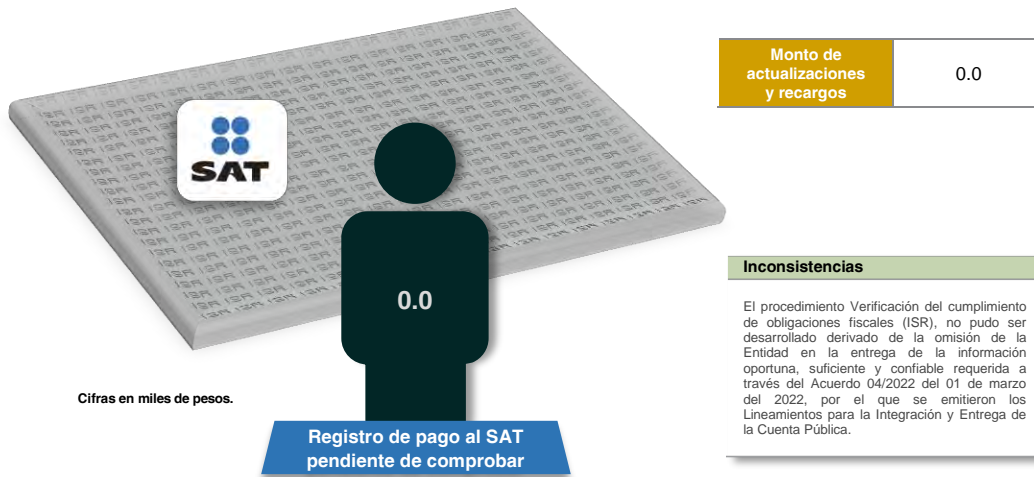 Monto de
actualizaciones
y recargos
0.0
SAT
0.0
Cifras en miles de pesos.
Registro de pago al SAT
pendiente de comprobar
Inconsistencias
El procedimiento Verificación del cumplimiento
de obligaciones fiscales (ISR), no pudo ser
desarrollado derivado de la omisión de la
Entidad en la entrega de la información
oportuna, suficiente y confiable requerida a
través del Acuerdo 04/2022 del 01 de marzo
del 2022, por el que se emitieron los
Lineamientos para la Integración y Entrega de
la Cuenta Pública.